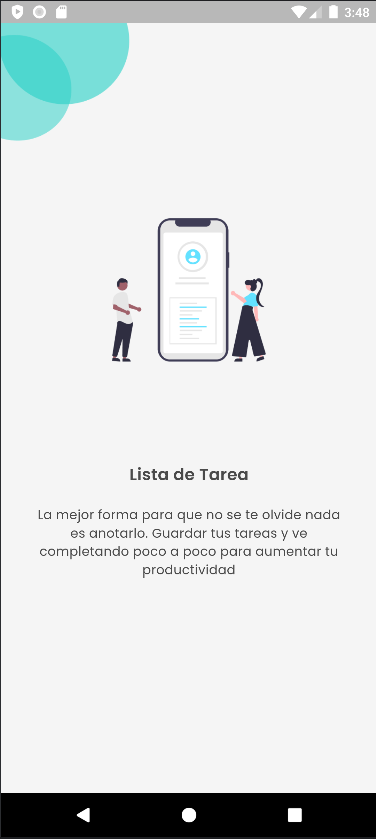 3:48
Lista de Tarea
La mejor forma para que no se te olvide nada
es anotarlo. Guardar tus tareas y ve
completando poco a poco para aumentar tu
productividad